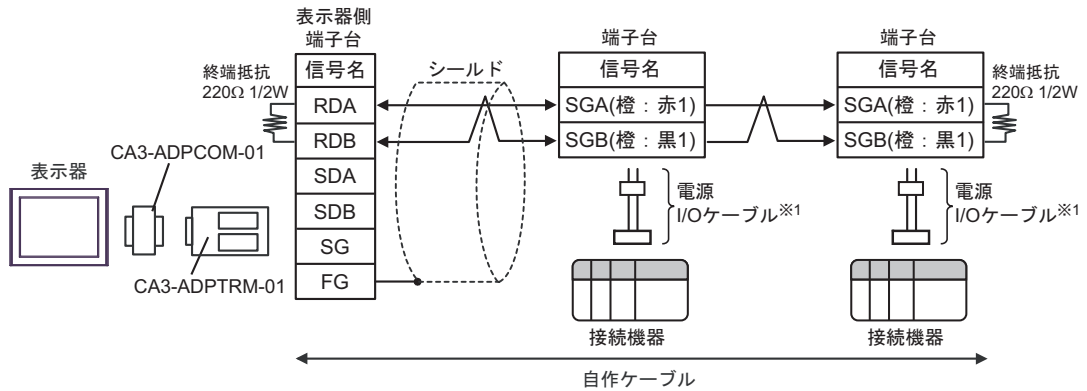 表示器側
端子台
端子台
端子台
終端抵抗
220Ω 1/2W
信号名
シールド
信号名
信号名
終端抵抗
220Ω 1/2W
RDA
SGA(橙：赤1)
SGA(橙：赤1)
RDB
SGB(橙：黒1)
SGB(橙：黒1)
CA3-ADPCOM-01
表示器
SDA
電源
I/Oケーブル※1
電源
I/Oケーブル※1
SDB
SG
CA3-ADPTRM-01
FG
接続機器
接続機器
自作ケーブル